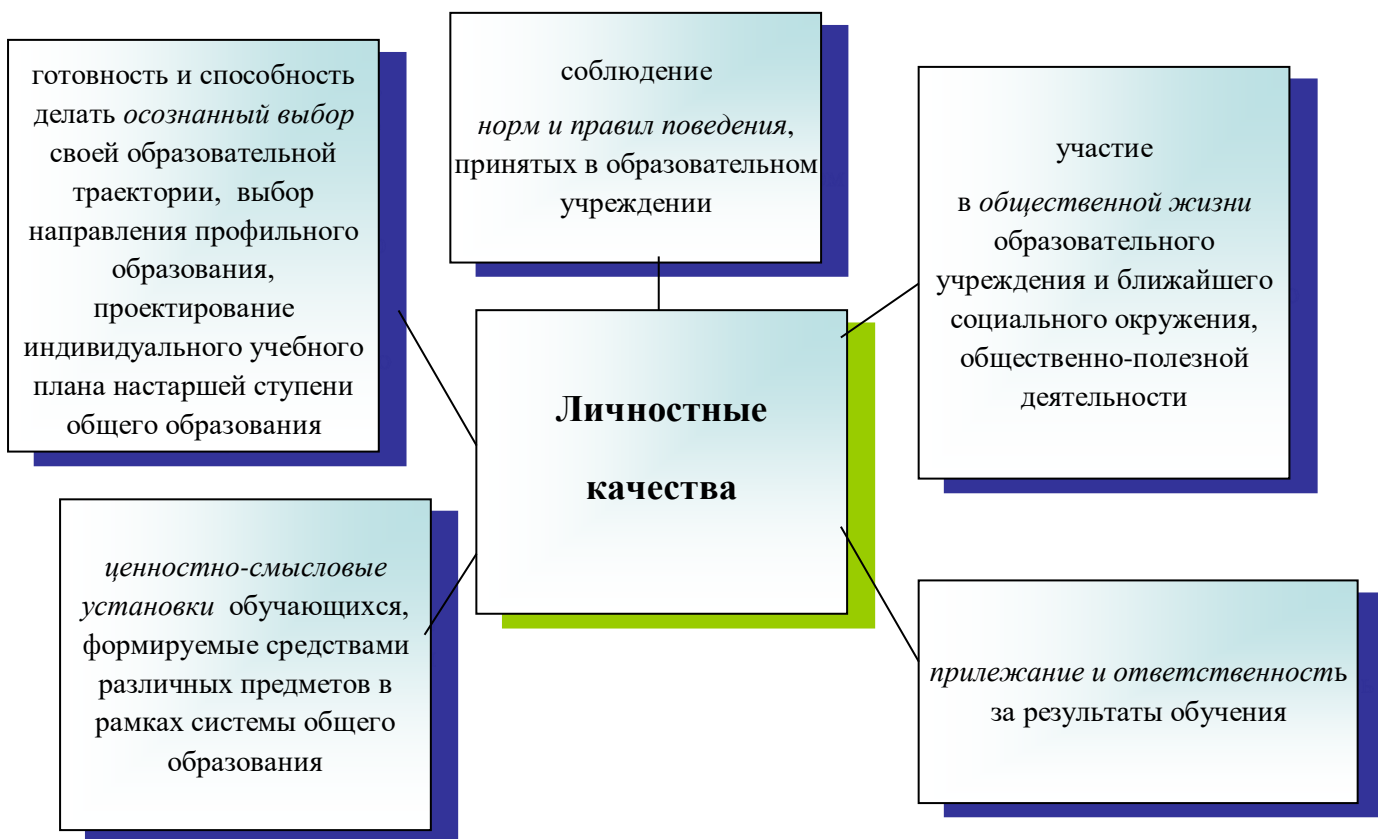 готовность и способность
делать осознанный выбор
своей образовательной
траектории, выбор
направления профильного
образования,
проектирование
индивидуального учебного
плана настаршей ступени
общего образования
соблюдение
норм и правил поведения,
принятых в образовательном
учреждении
участие
в общественной жизни
образовательного
учреждения и ближайшего
социального окружения,
общественно-полезной
деятельности
Личностные
качества
ценностно-смысловые
установки обучающихся,
формируемые средствами
различных предметов в
рамках системы общего
образования
прилежание и ответственность
за результаты обучения